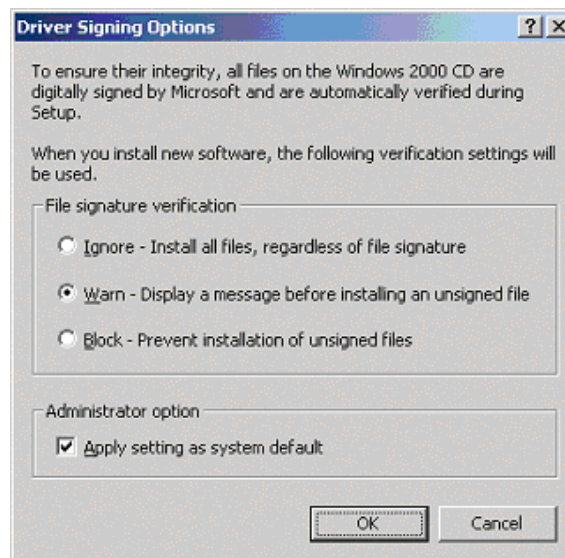 Driver Signing Options
To ensure their integrity, all files on the Windows 2000 CD are
digitally signed by Microsoft and are automatically verified during
Setup.
When you install new software, the following verification settings will
be used.
File signature verification
Ignore - Install all files, regardless of file signature
Warn - Display a message before installing an unsigned file
Block - Prevent installation of unsigned files
Administrator option
Apply setting as system default
OK Cancel